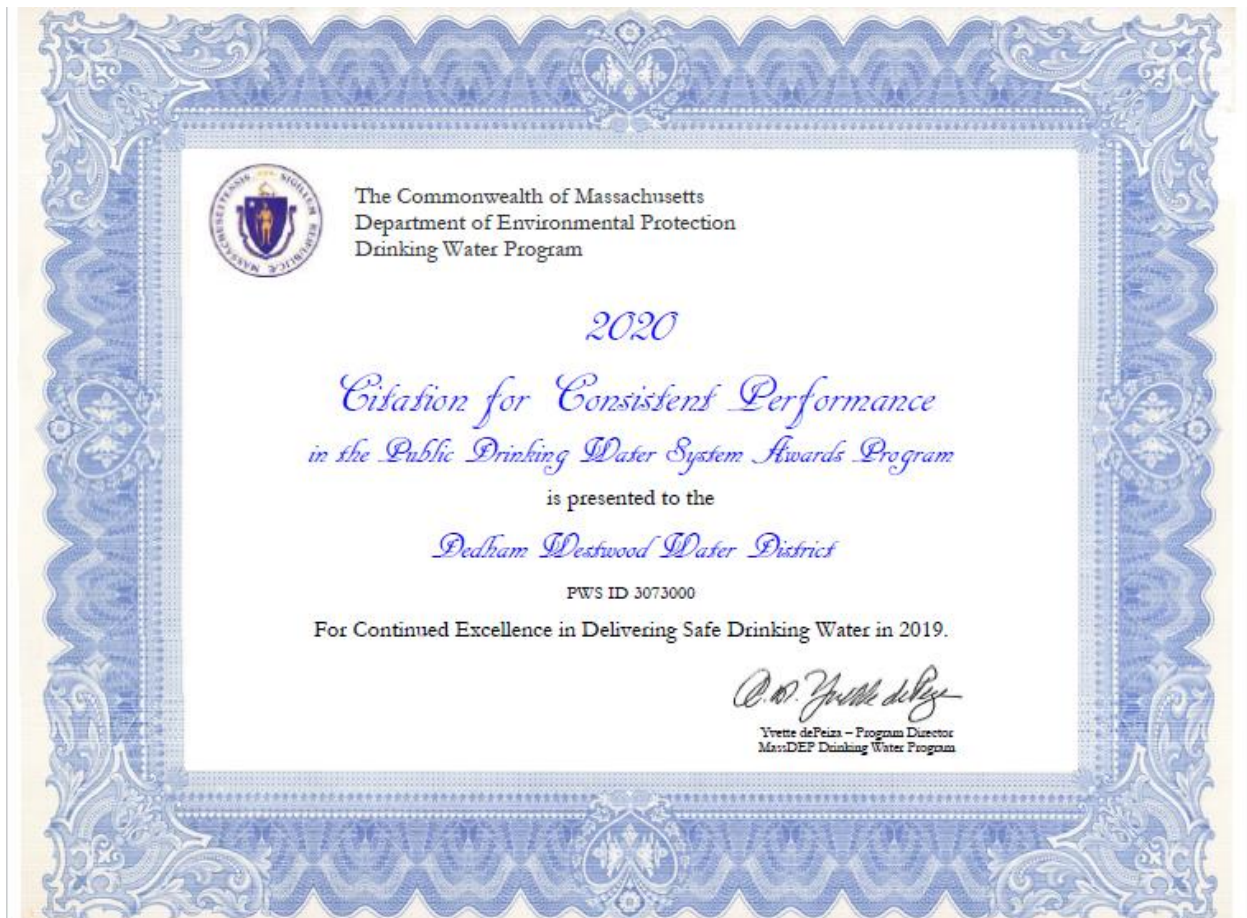 The Commonwealth of Massachusetts
Department of Environmental Protection
Drinking Water Program
2020
Citation for Consistent Performance
in the Public Drinking Water System Awards Program
is presented to the
Dedham Westwood Water District
PWS ID 3073000
For Continued Excellence in Delivering Safe Drinking Water in 2019.
Yvette dePeiza – Program Director
MassDEP Drinking Water Program